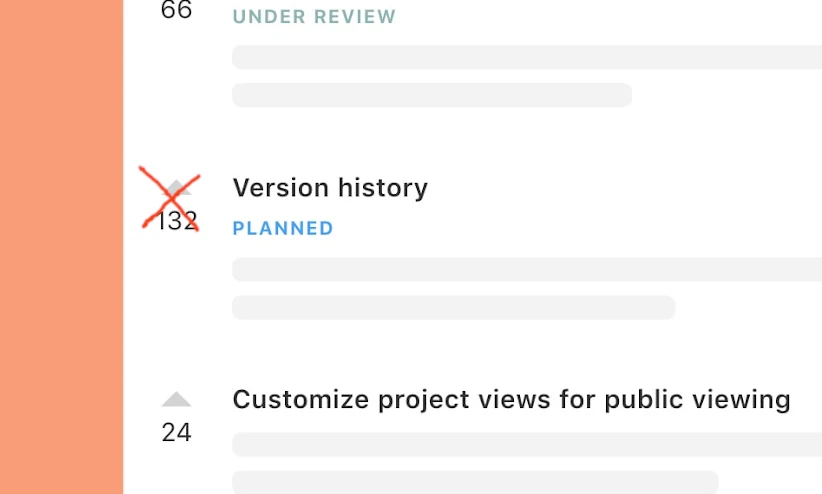 66
UNDER REVIEW
Version history
132
PLANNED
Customize project views for public viewing
24